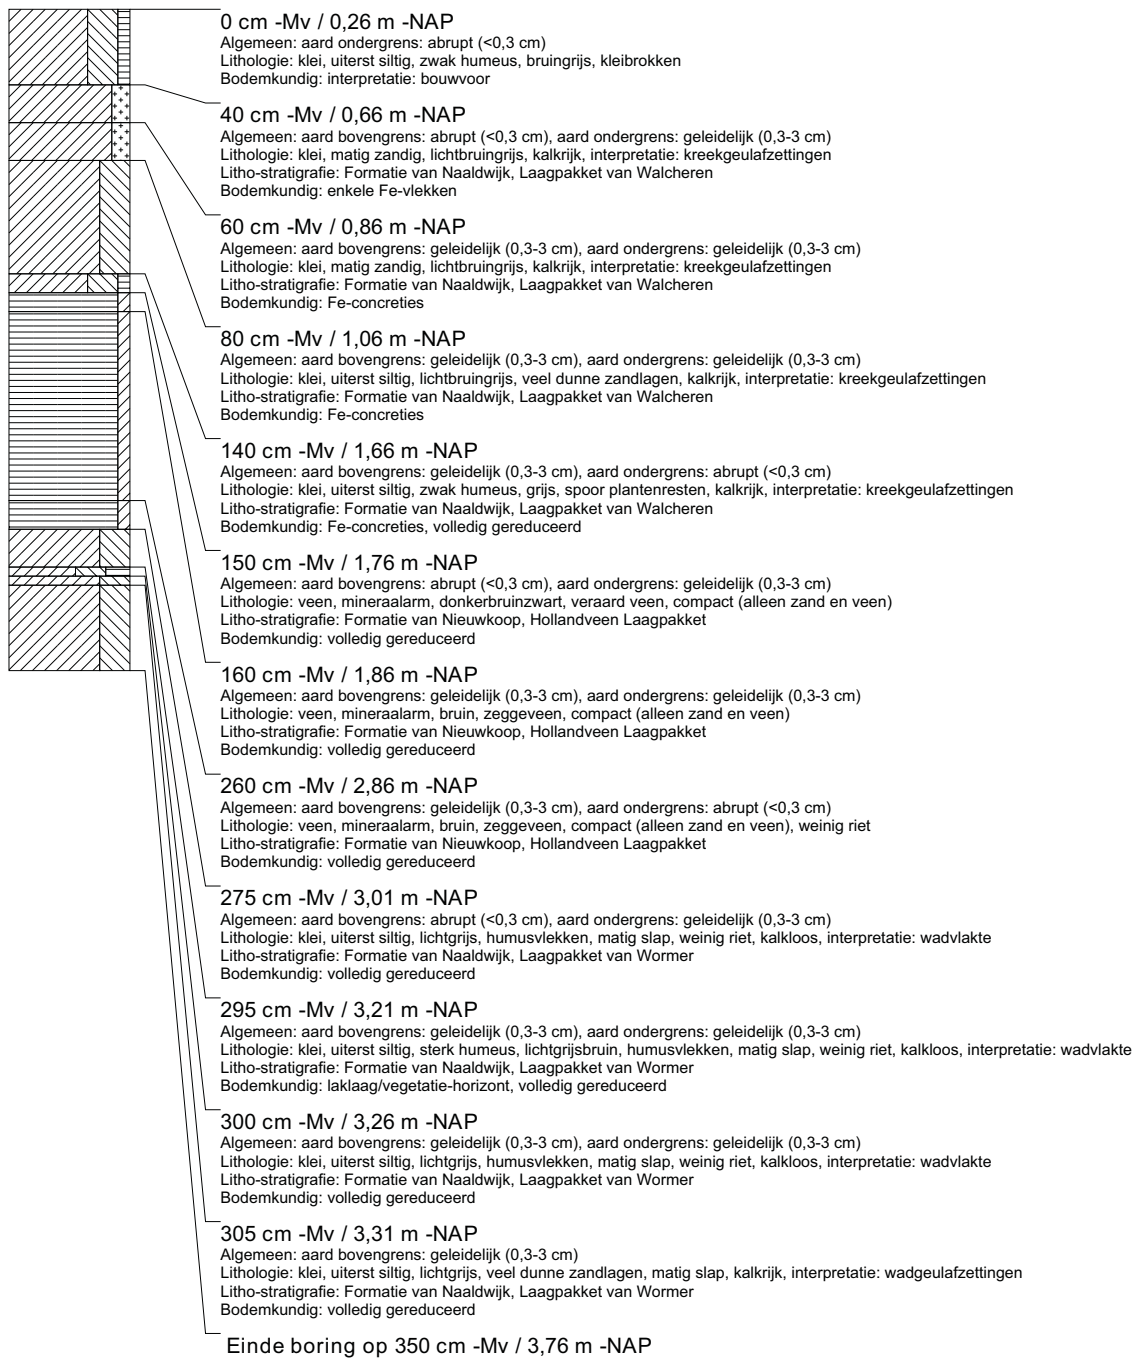 0 cm -Mv / 0,26 m -NAP
Algemeen: aard ondergrens: abrupt (<0,3 cm)
Lithologie: klei, uiterst siltig, zwak humeus, bruingrijs, kleibrokken
Bodemkundig: interpretatie: bouwvoor
40 cm -Mv / 0,66 m -NAP
Algemeen: aard bovengrens: abrupt (<0,3 cm), aard ondergrens: geleidelijk (0,3-3 cm)
Lithologie: klei, matig zandig, lichtbruingrijs, kalkrijk, interpretatie: kreekgeulafzettingen
Litho-stratigrafie: Formatie van Naaldwijk, Laagpakket van Walcheren
Bodemkundig: enkele Fe-vlekken
60 cm -Mv / 0,86 m -NAP
Algemeen: aard bovengrens: geleidelijk (0,3-3 cm), aard ondergrens: geleidelijk (0,3-3 cm)
Lithologie: klei, matig zandig, lichtbruingrijs, kalkrijk, interpretatie: kreekgeulafzettingen
Litho-stratigrafie: Formatie van Naaldwijk, Laagpakket van Walcheren
Bodemkundig: Fe-concreties
80 cm -Mv / 1,06 m -NAP
Algemeen: aard bovengrens: geleidelijk (0,3-3 cm), aard ondergrens: geleidelijk (0,3-3 cm)
Lithologie: klei, uiterst siltig, lichtbruingrijs, veel dunne zandlagen, kalkrijk, interpretatie: kreekgeulafzettingen
Litho-stratigrafie: Formatie van Naaldwijk, Laagpakket van Walcheren
Bodemkundig: Fe-concreties
140 cm -Mv / 1,66 m -NAP
Algemeen: aard bovengrens: geleidelijk (0,3-3 cm), aard ondergrens: abrupt (<0,3 cm)
Lithologie: klei, uiterst siltig, zwak humeus, grijs, spoor plantenresten, kalkrijk, interpretatie: kreekgeulafzettingen
Litho-stratigrafie: Formatie van Naaldwijk, Laagpakket van Walcheren
Bodemkundig: Fe-concreties, volledig gereduceerd
150 cm -Mv / 1,76 m -NAP
Algemeen: aard bovengrens: abrupt (<0,3 cm), aard ondergrens: geleidelijk (0,3-3 cm)
Lithologie: veen, mineraalarm, donkerbruinzwart, veraard veen, compact (alleen zand en veen)
Litho-stratigrafie: Formatie van Nieuwkoop, Hollandveen Laagpakket
Bodemkundig: volledig gereduceerd
160 cm -Mv / 1,86 m -NAP
Algemeen: aard bovengrens: geleidelijk (0,3-3 cm), aard ondergrens: geleidelijk (0,3-3 cm)
Lithologie: veen, mineraalarm, bruin, zeggeveen, compact (alleen zand en veen)
Litho-stratigrafie: Formatie van Nieuwkoop, Hollandveen Laagpakket
Bodemkundig: volledig gereduceerd
260 cm -Mv / 2,86 m -NAP
Algemeen: aard bovengrens: geleidelijk (0,3-3 cm), aard ondergrens: abrupt (<0,3 cm)
Lithologie: veen, mineraalarm, bruin, zeggeveen, compact (alleen zand en veen), weinig riet
Litho-stratigrafie: Formatie van Nieuwkoop, Hollandveen Laagpakket
Bodemkundig: volledig gereduceerd
275 cm -Mv / 3,01 m -NAP
Algemeen: aard bovengrens: abrupt (<0,3 cm), aard ondergrens: geleidelijk (0,3-3 cm)
Lithologie: klei, uiterst siltig, lichtgrijs, humusvlekken, matig slap, weinig riet, kalkloos, interpretatie: wadvlakte
Litho-stratigrafie: Formatie van Naaldwijk, Laagpakket van Wormer
Bodemkundig: volledig gereduceerd
295 cm -Mv / 3,21 m -NAP
Algemeen: aard bovengrens: geleidelijk (0,3-3 cm), aard ondergrens: geleidelijk (0,3-3 cm)
Lithologie: klei, uiterst siltig, sterk humeus, lichtgrijsbruin, humusvlekken, matig slap, weinig riet, kalkloos, interpretatie: wadvlakte
Litho-stratigrafie: Formatie van Naaldwijk, Laagpakket van Wormer
Bodemkundig: laklaag/vegetatie-horizont, volledig gereduceerd
300 cm -Mv / 3,26 m -NAP
Algemeen: aard bovengrens: geleidelijk (0,3-3 cm), aard ondergrens: geleidelijk (0,3-3 cm)
Lithologie: klei, uiterst siltig, lichtgrijs, humusvlekken, matig slap, weinig riet, kalkloos, interpretatie: wadvlakte
Litho-stratigrafie: Formatie van Naaldwijk, Laagpakket van Wormer
Bodemkundig: volledig gereduceerd
305 cm -Mv / 3,31 m -NAP
Algemeen: aard bovengrens: geleidelijk (0,3-3 cm)
Lithologie: klei, uiterst siltig, lichtgrijs, veel dunne zandlagen, matig slap, kalkrijk, interpretatie: wadgeulafzettingen
Litho-stratigrafie: Formatie van Naaldwijk, Laagpakket van Wormer
Bodemkundig: volledig gereduceerd
Einde boring op 350 cm -Mv / 3,76 m -NAP